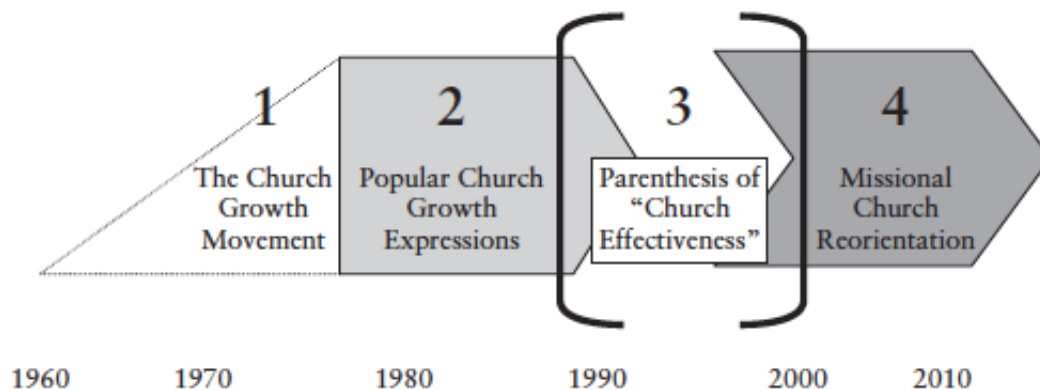 1
The Church
Growth
Movement
2
Popular Church
Growth
Expressions
3
Parenthesis of
“Church
Effectiveness”
4
Missional
Church
Reorientation
1960 1970 1980 1990 2000 2010